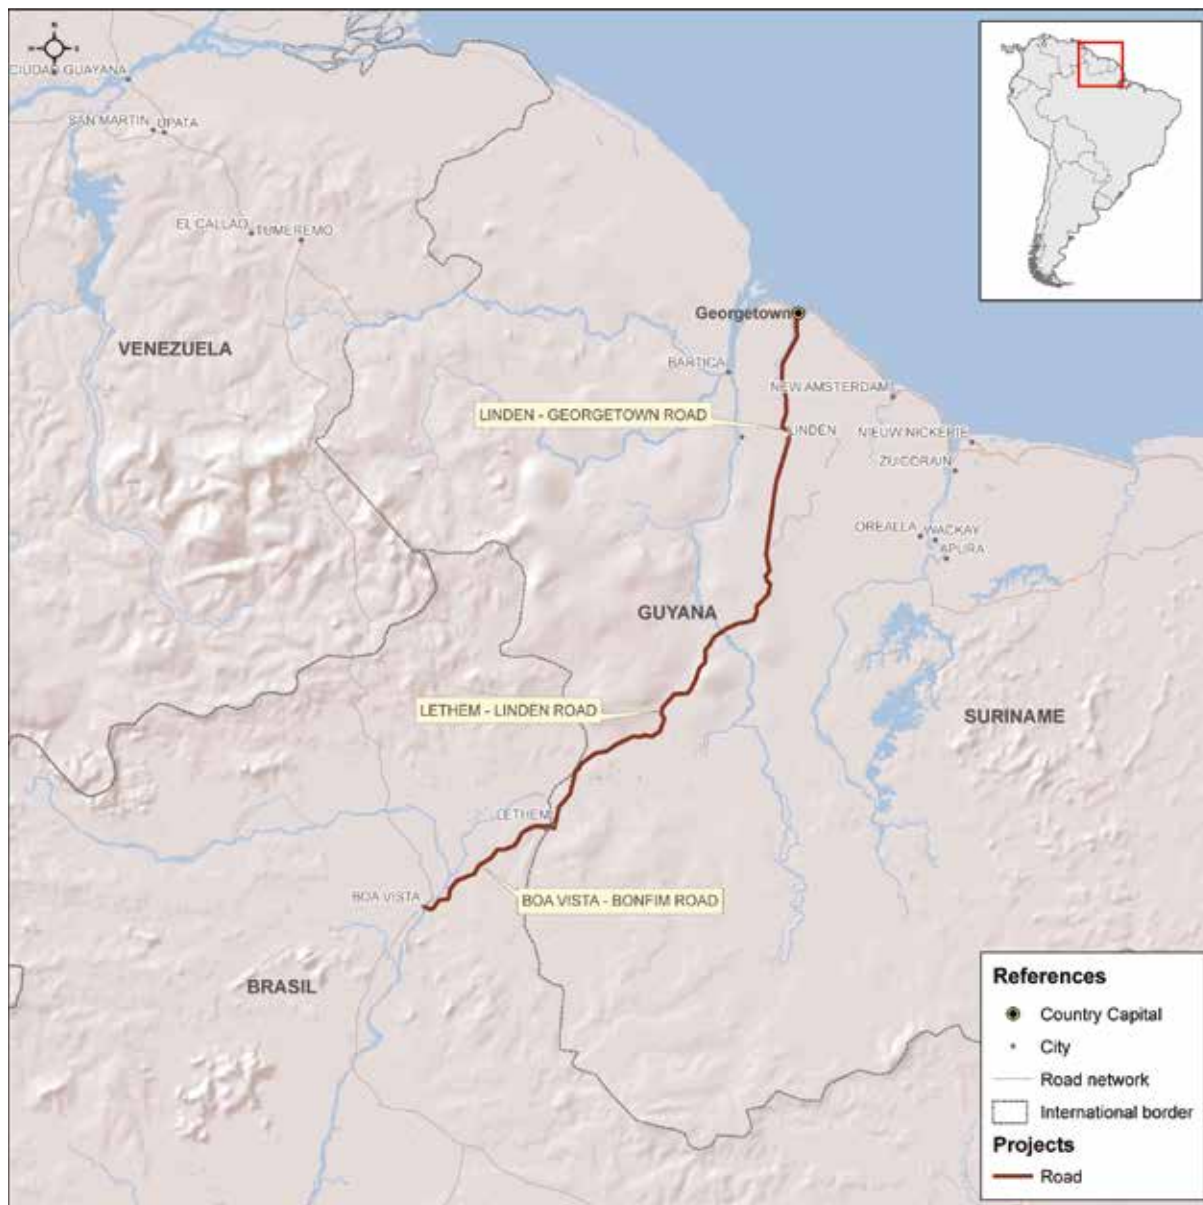 N
CIUDAD GUAYANA
SAN MARTIN
UPATA
EL CALLAO
TUMEREMO
Georgetown
VENEZUELA
BARTICA
NEW AMSTERDAM
LINDEN - GEORGETOWN ROAD
LINDEN
NIEUW NICKERIE
ZUIDDRAIN
OREALLA
WACKAY
APURA
GUYANA
LETHEM - LINDEN ROAD
SURINAME
LETHEM
BOA VISTA
BOA VISTA - BONFIM ROAD
BRASIL
References
Country Capital
City
Road network
International border
Projects
Road